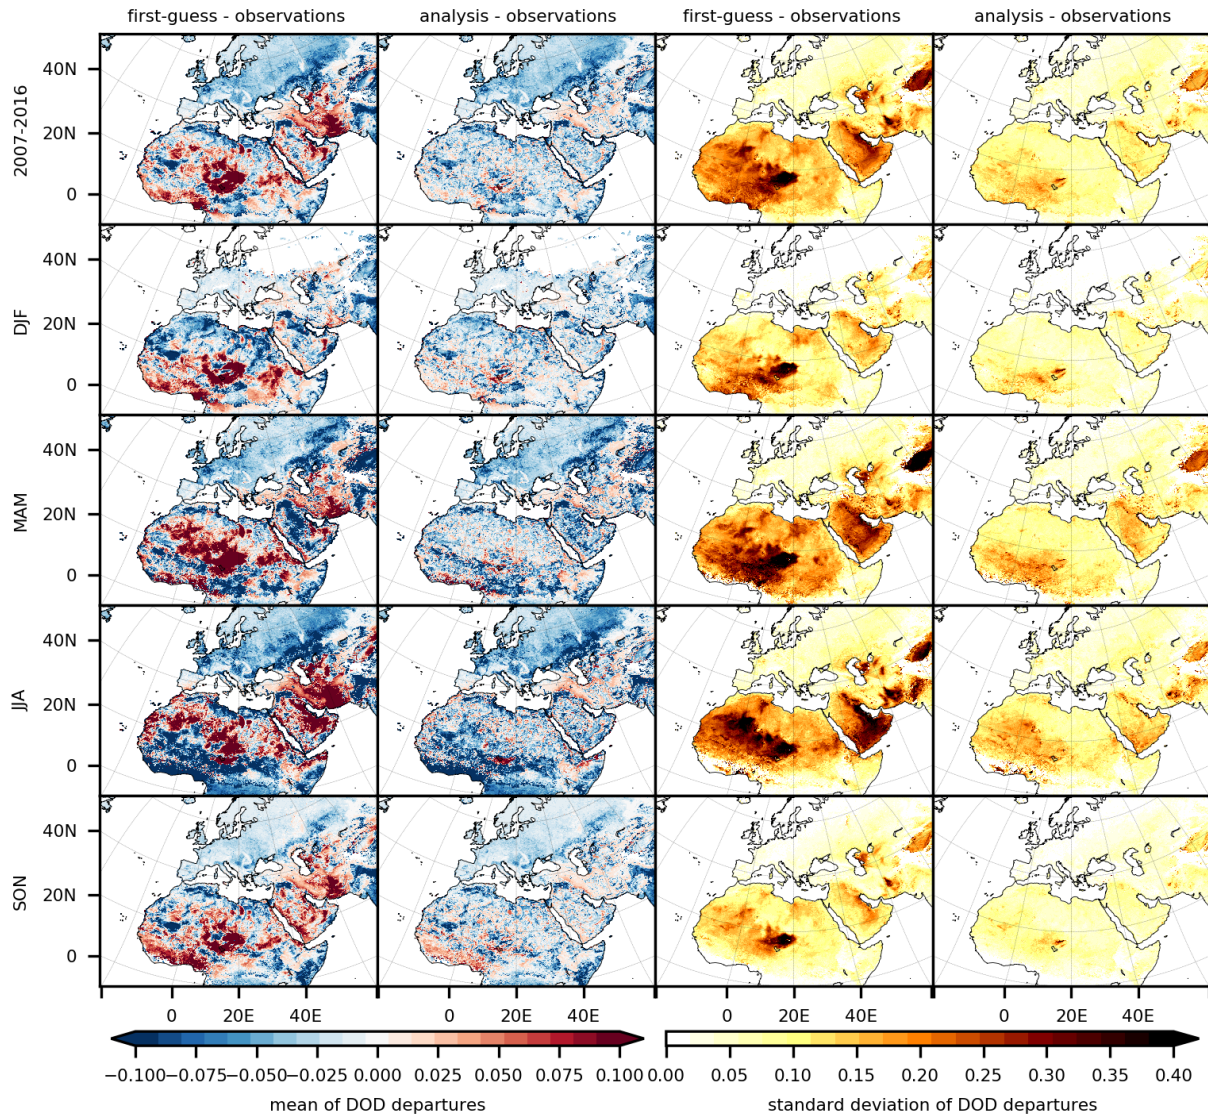 first-guess - observations analysis - observations first-guess - observations analysis - observations
40N
20N
0
2007-2016
40N
20N
0
DJF
40N
20N
0
MAM
40N
20N
0
JJA
40N
20N
0
SON
0 20E 40E 0 20E 40E 0 20E 40E 0 20E 40E
−0.100 −0.075 −0.050 −0.025 0.000 0.025 0.050 0.075 0.100 0.00 0.05 0.10 0.15 0.20 0.25 0.30 0.35 0.40
mean of DOD departures standard deviation of DOD departures